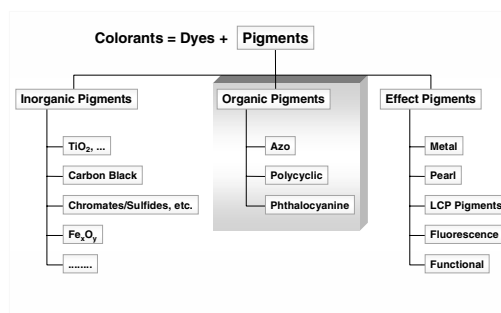 Colorants = Dyes + Pigments
Inorganic Pigments
TiO₂, ...
Carbon Black
Chromates/Sulfides, etc.
FeₓOᵧ
........
Organic Pigments
Azo
Polycyclic
Phthalocyanine
Effect Pigments
Metal
Pearl
LCP Pigments
Fluorescence
Functional